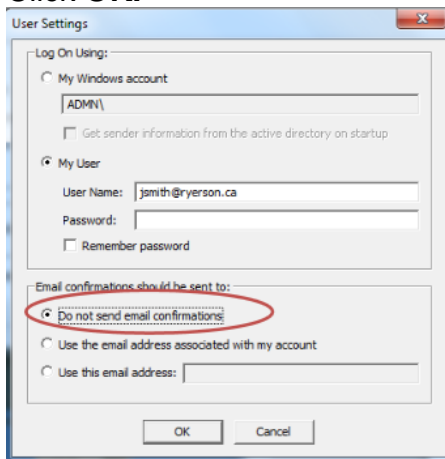 User Settings
Log On Using:
My Windows account
ADMN\
Get sender information from the active directory on startup
My User
User Name: jsmith@ryerson.ca
Password:
Remember password
Email confirmations should be sent to:
Do not send email confirmations
Use the email address associated with my account
Use this email address:
OK Cancel